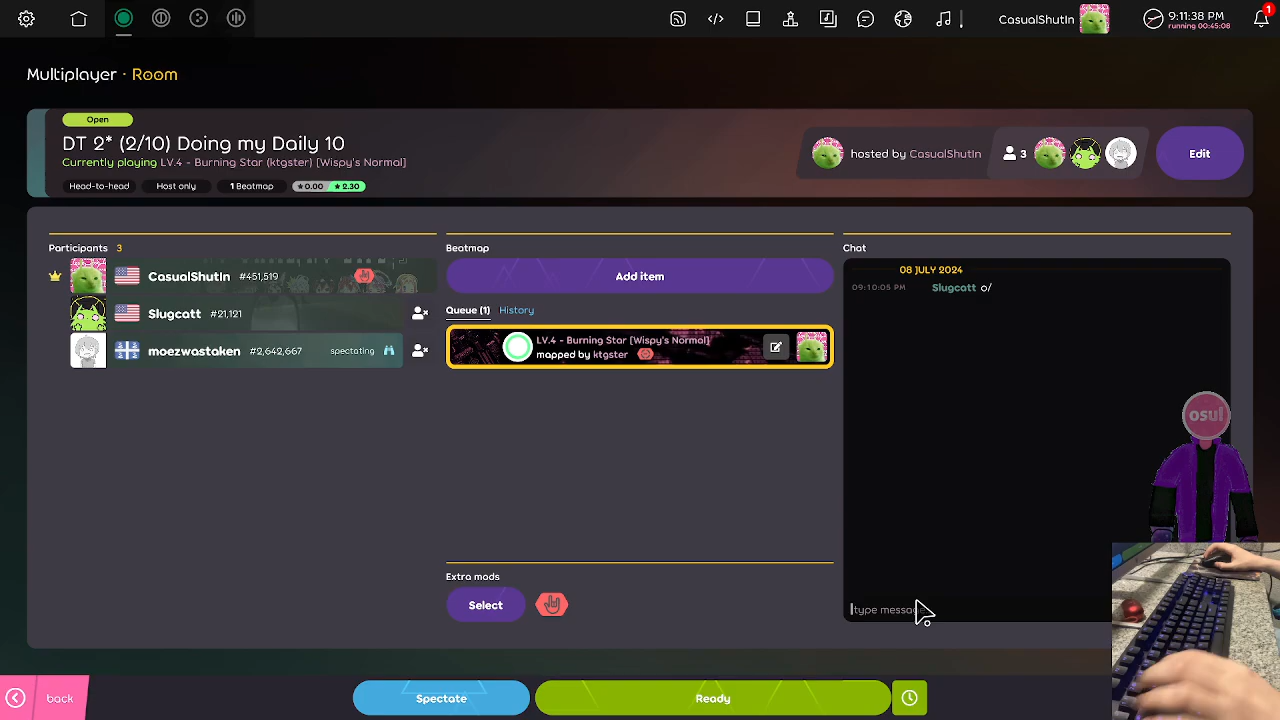 CasualShutIn
9:11:38 PM
running 00:45:08
1
Multiplayer · Room
Open
DT 2* (2/10) Doing my Daily 10
Currently playing LV.4 - Burning Star (ktgster) [Wispy's Normal]
Head-to-head
Host only
1 Beatmap
★0.00 ★2.30
hosted by CasualShutIn
3
Edit
Participants 3
CasualShutIn #451,519
Slugcatt #21,121
moezwastaken #2,642,667 spectating
Beatmap
Add item
Queue (1) History
LV.4 - Burning Star [Wispy's Normal]
mapped by ktgster
Extra mods
Select
Chat
08 JULY 2024
09:10:05 PM Slugcatt o/
type message
osu!
back
Spectate
Ready